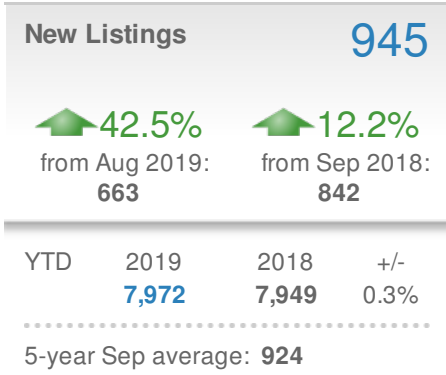 New Listings 945
42.5% 12.2%
from Aug 2019: from Sep 2018:
663 842
YTD 2019 2018 +/-
7,972 7,949 0.3%
5-year Sep average: 924